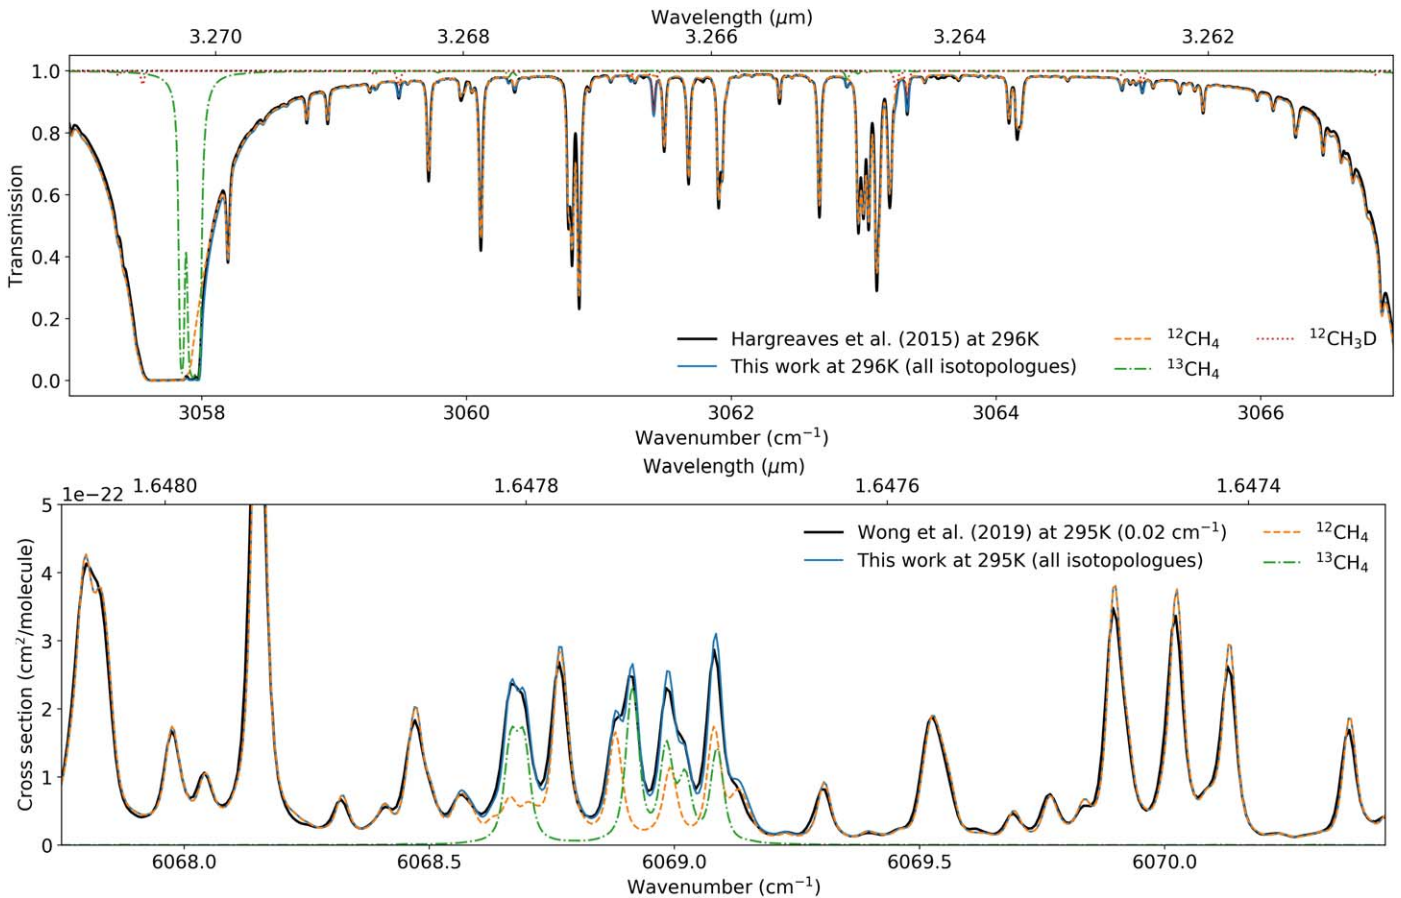 Wavelength (μm)
3.270 3.268 3.266 3.264 3.262
1.0
0.8
0.6
0.4
0.2
0.0
Transmission
Hargreaves et al. (2015) at 296K
This work at 296K (all isotopologues)
¹²CH₄
¹³CH₄
¹²CH₃D
3058 3060 3062 3064 3066
Wavenumber (cm⁻¹)
Wavelength (μm)
1e−22 1.6480 1.6478 1.6476 1.6474
5
4
3
2
1
0
Cross section (cm²/molecule)
Wong et al. (2019) at 295K (0.02 cm⁻¹)
This work at 295K (all isotopologues)
¹²CH₄
¹³CH₄
6068.0 6068.5 6069.0 6069.5 6070.0
Wavenumber (cm⁻¹)